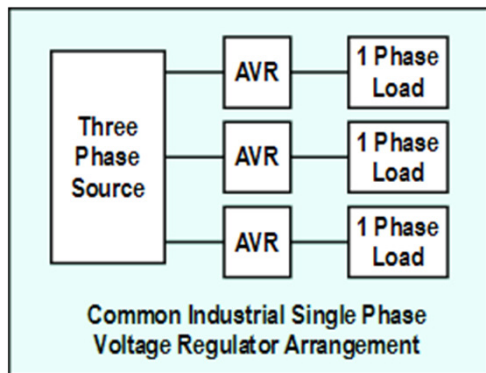 Three
Phase
Source
AVR
1 Phase
Load
AVR
1 Phase
Load
AVR
1 Phase
Load
Common Industrial Single Phase
Voltage Regulator Arrangement